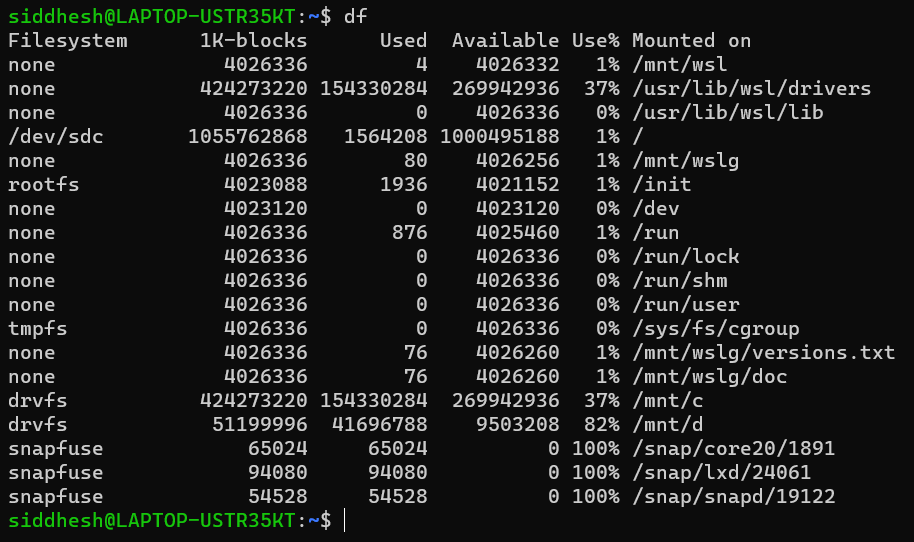 siddhesh@LAPTOP-USTR35KT:~$ df
Filesystem      1K-blocks      Used  Available Use% Mounted on
none              4026336         4    4026332   1% /mnt/wsl
none            424273220 154330284  269942936  37% /usr/lib/wsl/drivers
none              4026336         0    4026336   0% /usr/lib/wsl/lib
/dev/sdc       1055762868   1564208 1000495188   1% /
none              4026336        80    4026256   1% /mnt/wslg
rootfs            4023088      1936    4021152   1% /init
none              4023120         0    4023120   0% /dev
none              4026336       876    4025460   1% /run
none              4026336         0    4026336   0% /run/lock
none              4026336         0    4026336   0% /run/shm
none              4026336         0    4026336   0% /run/user
tmpfs             4026336         0    4026336   0% /sys/fs/cgroup
none              4026336        76    4026260   1% /mnt/wslg/versions.txt
none              4026336        76    4026260   1% /mnt/wslg/doc
drvfs           424273220 154330284  269942936  37% /mnt/c
drvfs            51199996  41696788    9503208  82% /mnt/d
snapfuse            65024     65024          0 100% /snap/core20/1891
snapfuse            94080     94080          0 100% /snap/lxd/24061
snapfuse            54528     54528          0 100% /snap/snapd/19122
siddhesh@LAPTOP-USTR35KT:~$